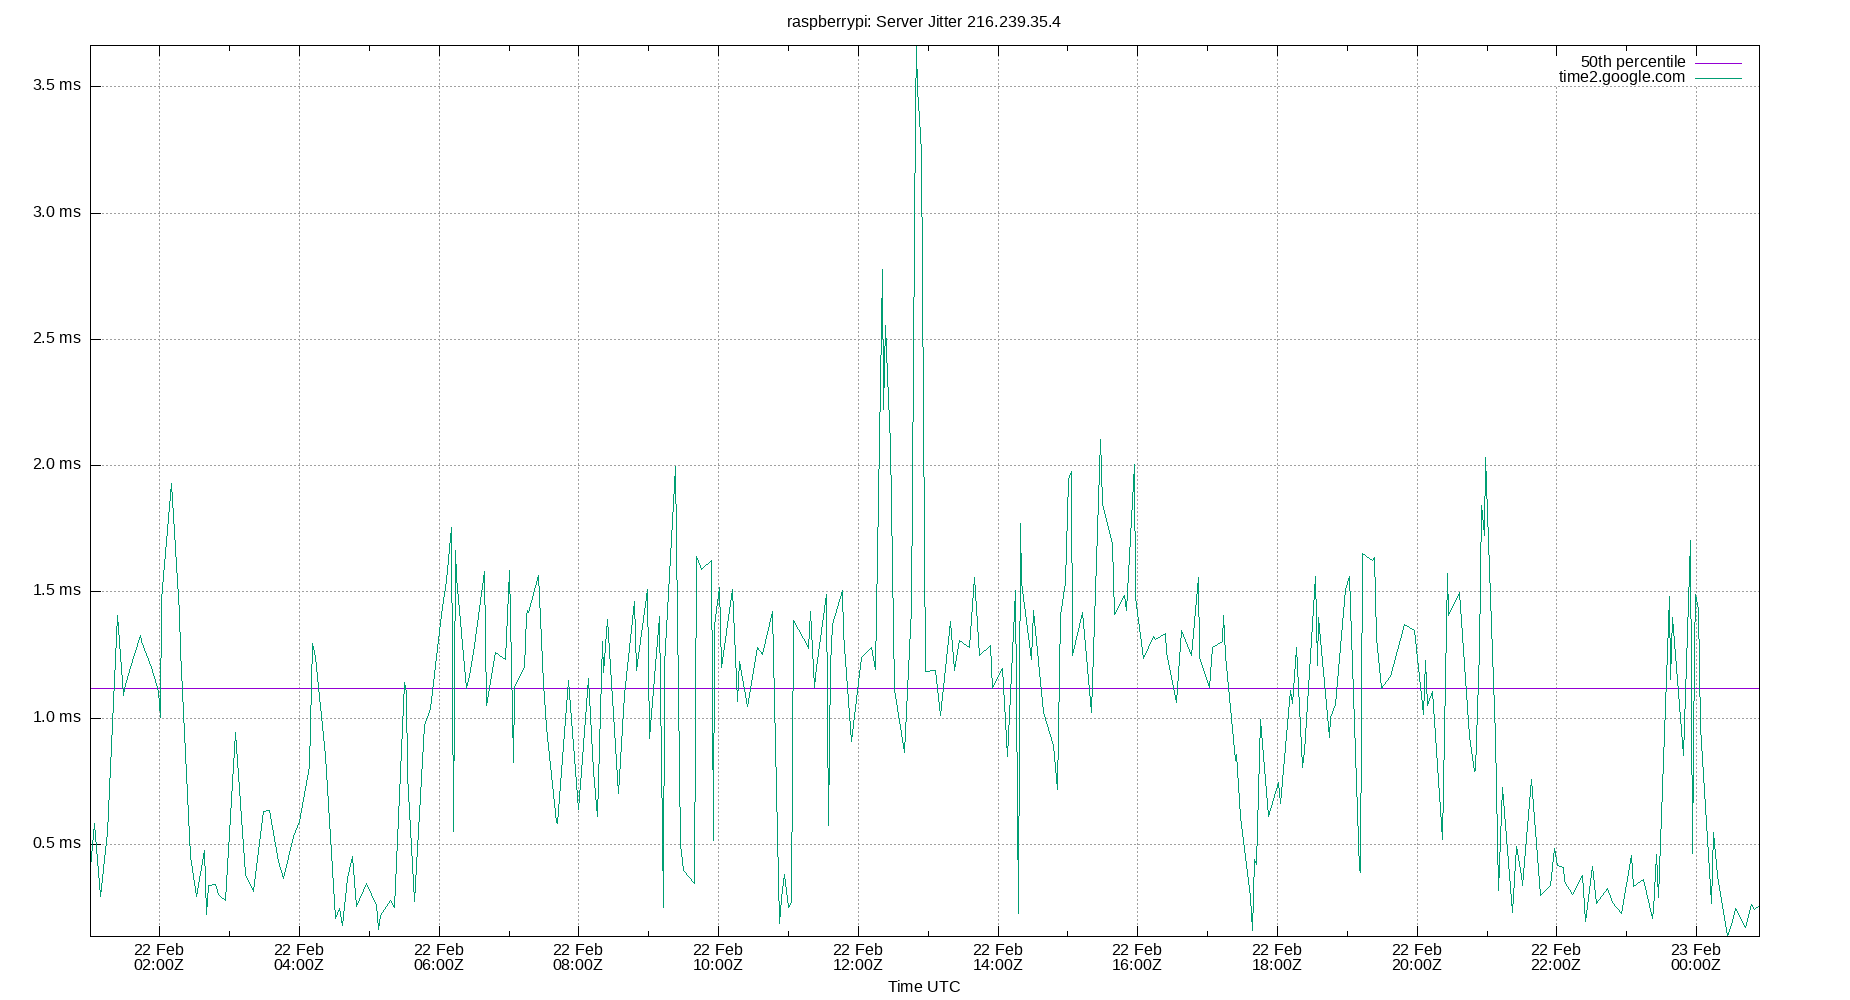 raspberrypi: Server Jitter 216.239.35.4
50th percentile
time2.google.com
3.5 ms
3.0 ms
2.5 ms
2.0 ms
1.5 ms
1.0 ms
0.5 ms
22 Feb 22 Feb 22 Feb 22 Feb 22 Feb 22 Feb 22 Feb 22 Feb 22 Feb 22 Feb 22 Feb 23 Feb
02:00Z 04:00Z 06:00Z 08:00Z 10:00Z 12:00Z 14:00Z 16:00Z 18:00Z 20:00Z 22:00Z 00:00Z
Time UTC